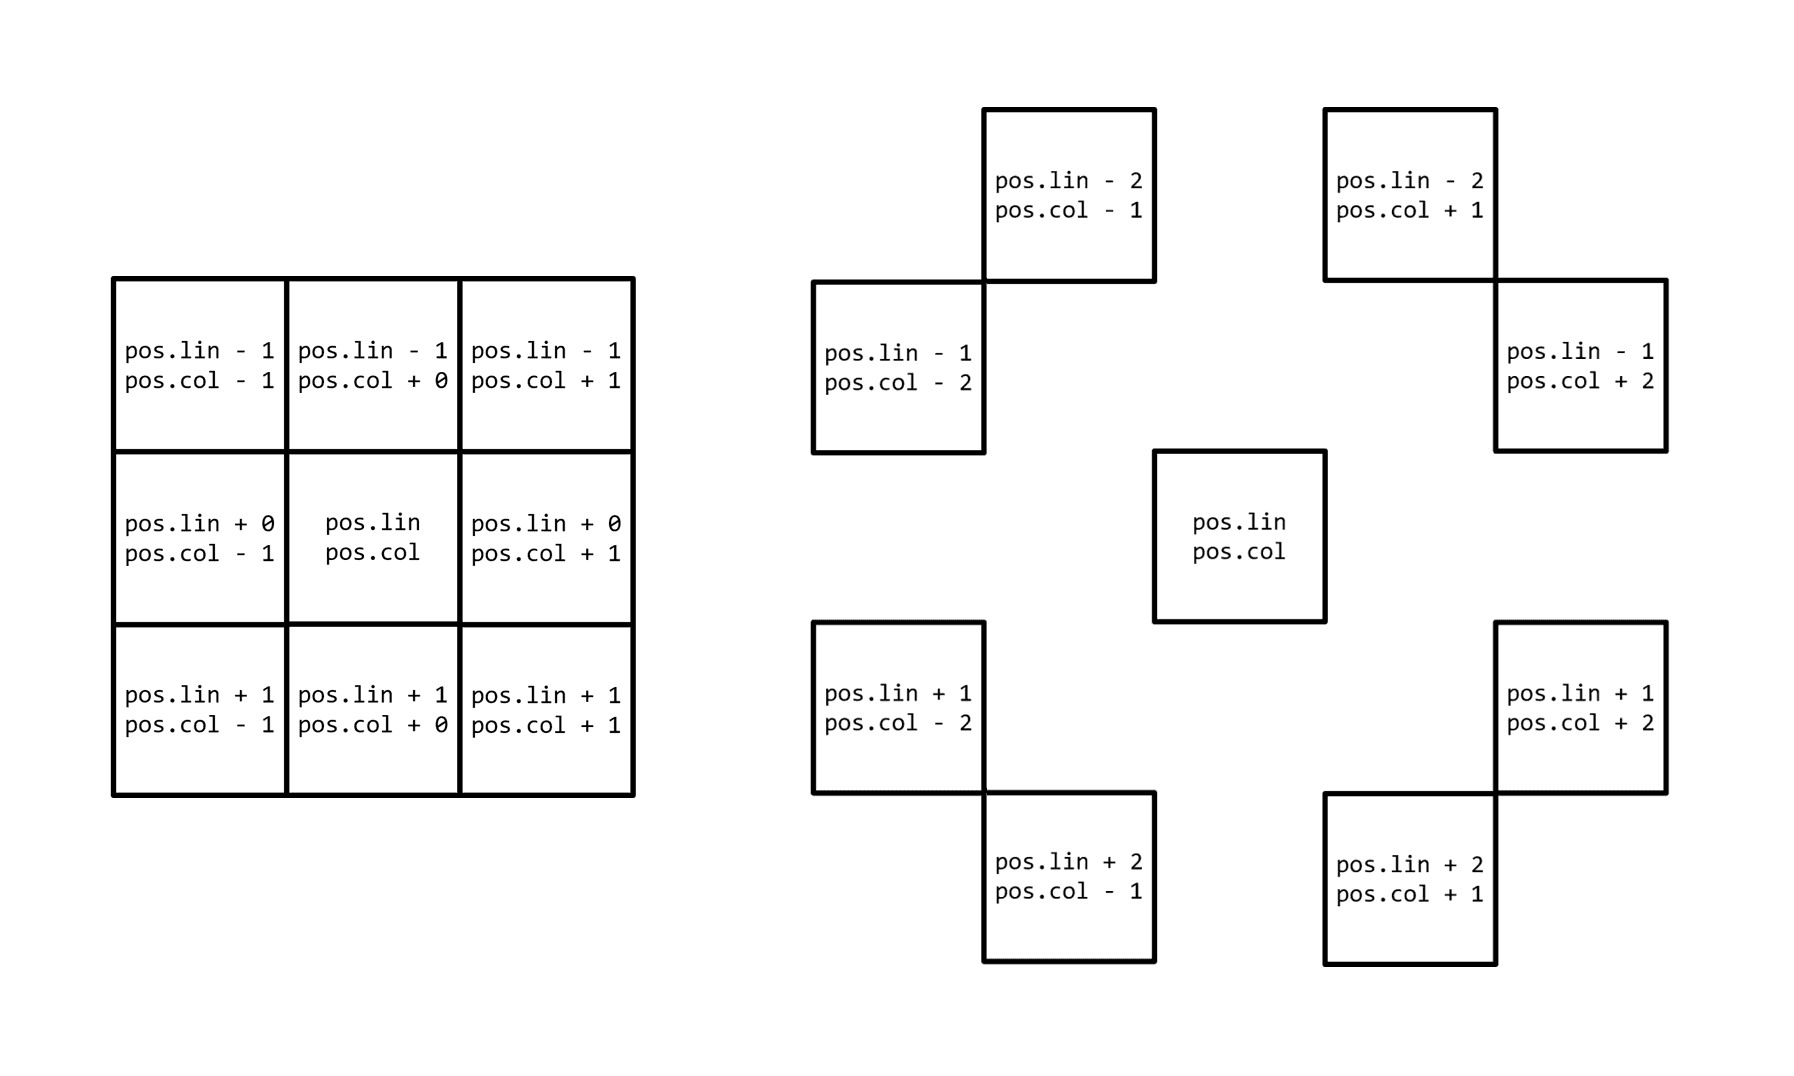 pos.lin - 1
pos.col - 1
pos.lin - 1
pos.col + 0
pos.lin - 1
pos.col + 1
pos.lin + 0
pos.col - 1
pos.lin
pos.col
pos.lin + 0
pos.col + 1
pos.lin + 1
pos.col - 1
pos.lin + 1
pos.col + 0
pos.lin + 1
pos.col + 1
pos.lin - 2
pos.col - 1
pos.lin - 2
pos.col + 1
pos.lin - 1
pos.col - 2
pos.lin - 1
pos.col + 2
pos.lin
pos.col
pos.lin + 1
pos.col - 2
pos.lin + 1
pos.col + 2
pos.lin + 2
pos.col - 1
pos.lin + 2
pos.col + 1